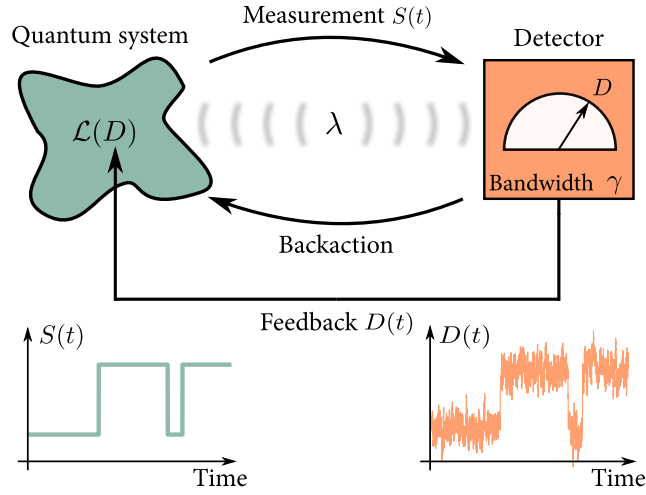 Measurement S(t)
Quantum system
Detector
ℒ(D)
λ
D
Bandwidth γ
Backaction
Feedback D(t)
S(t)
D(t)
Time
Time